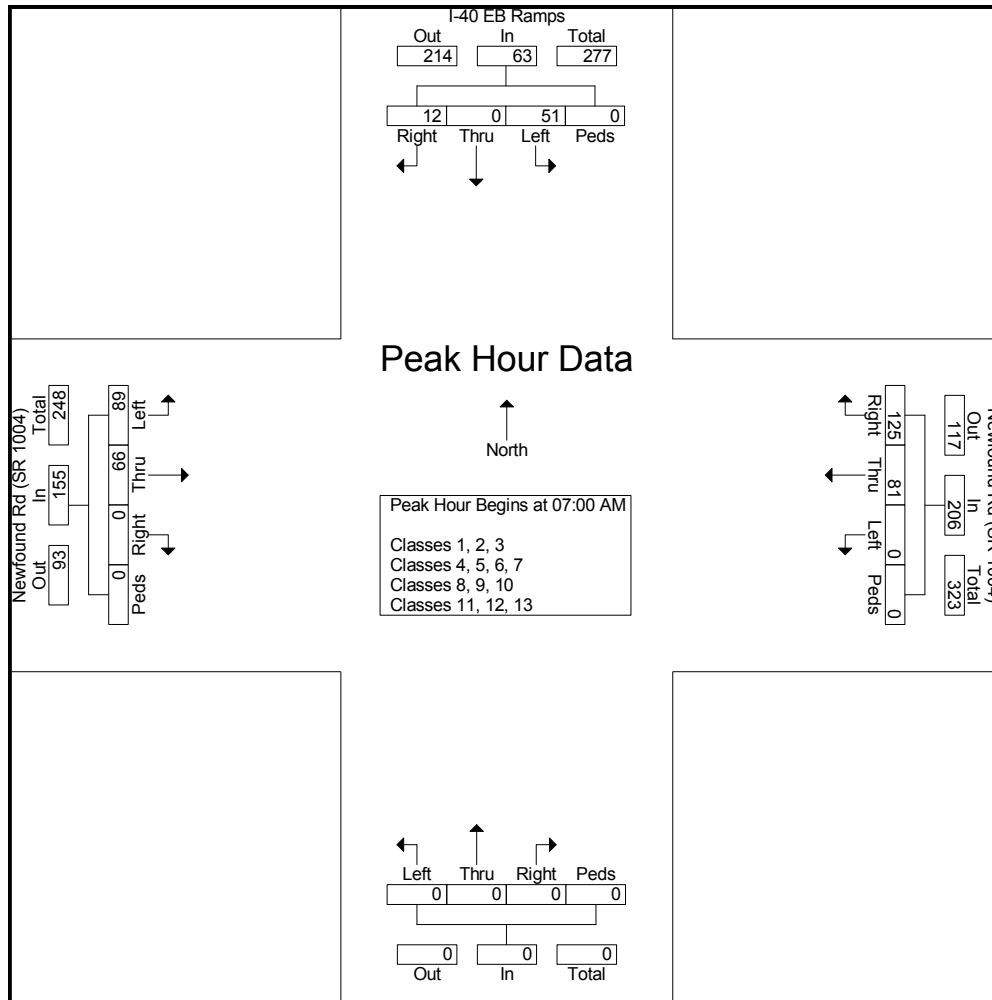 I-40 EB Ramps
Out In Total
214 63 277
12 0 51 0
Right Thru Left Peds
Peak Hour Data
North
Peak Hour Begins at 07:00 AM
Classes 1, 2, 3
Classes 4, 5, 6, 7
Classes 8, 9, 10
Classes 11, 12, 13
Newfound Rd (SR 1004)
Out In Total
93 155 248
89 66 0 0
Left Thru Right Peds
Newfound Rd (SR 1004)
Out In Total
117 206 323
125 81 0 0
Right Thru Left Peds
Left Thru Right Peds
0 0 0 0
0 0 0
Out In Total